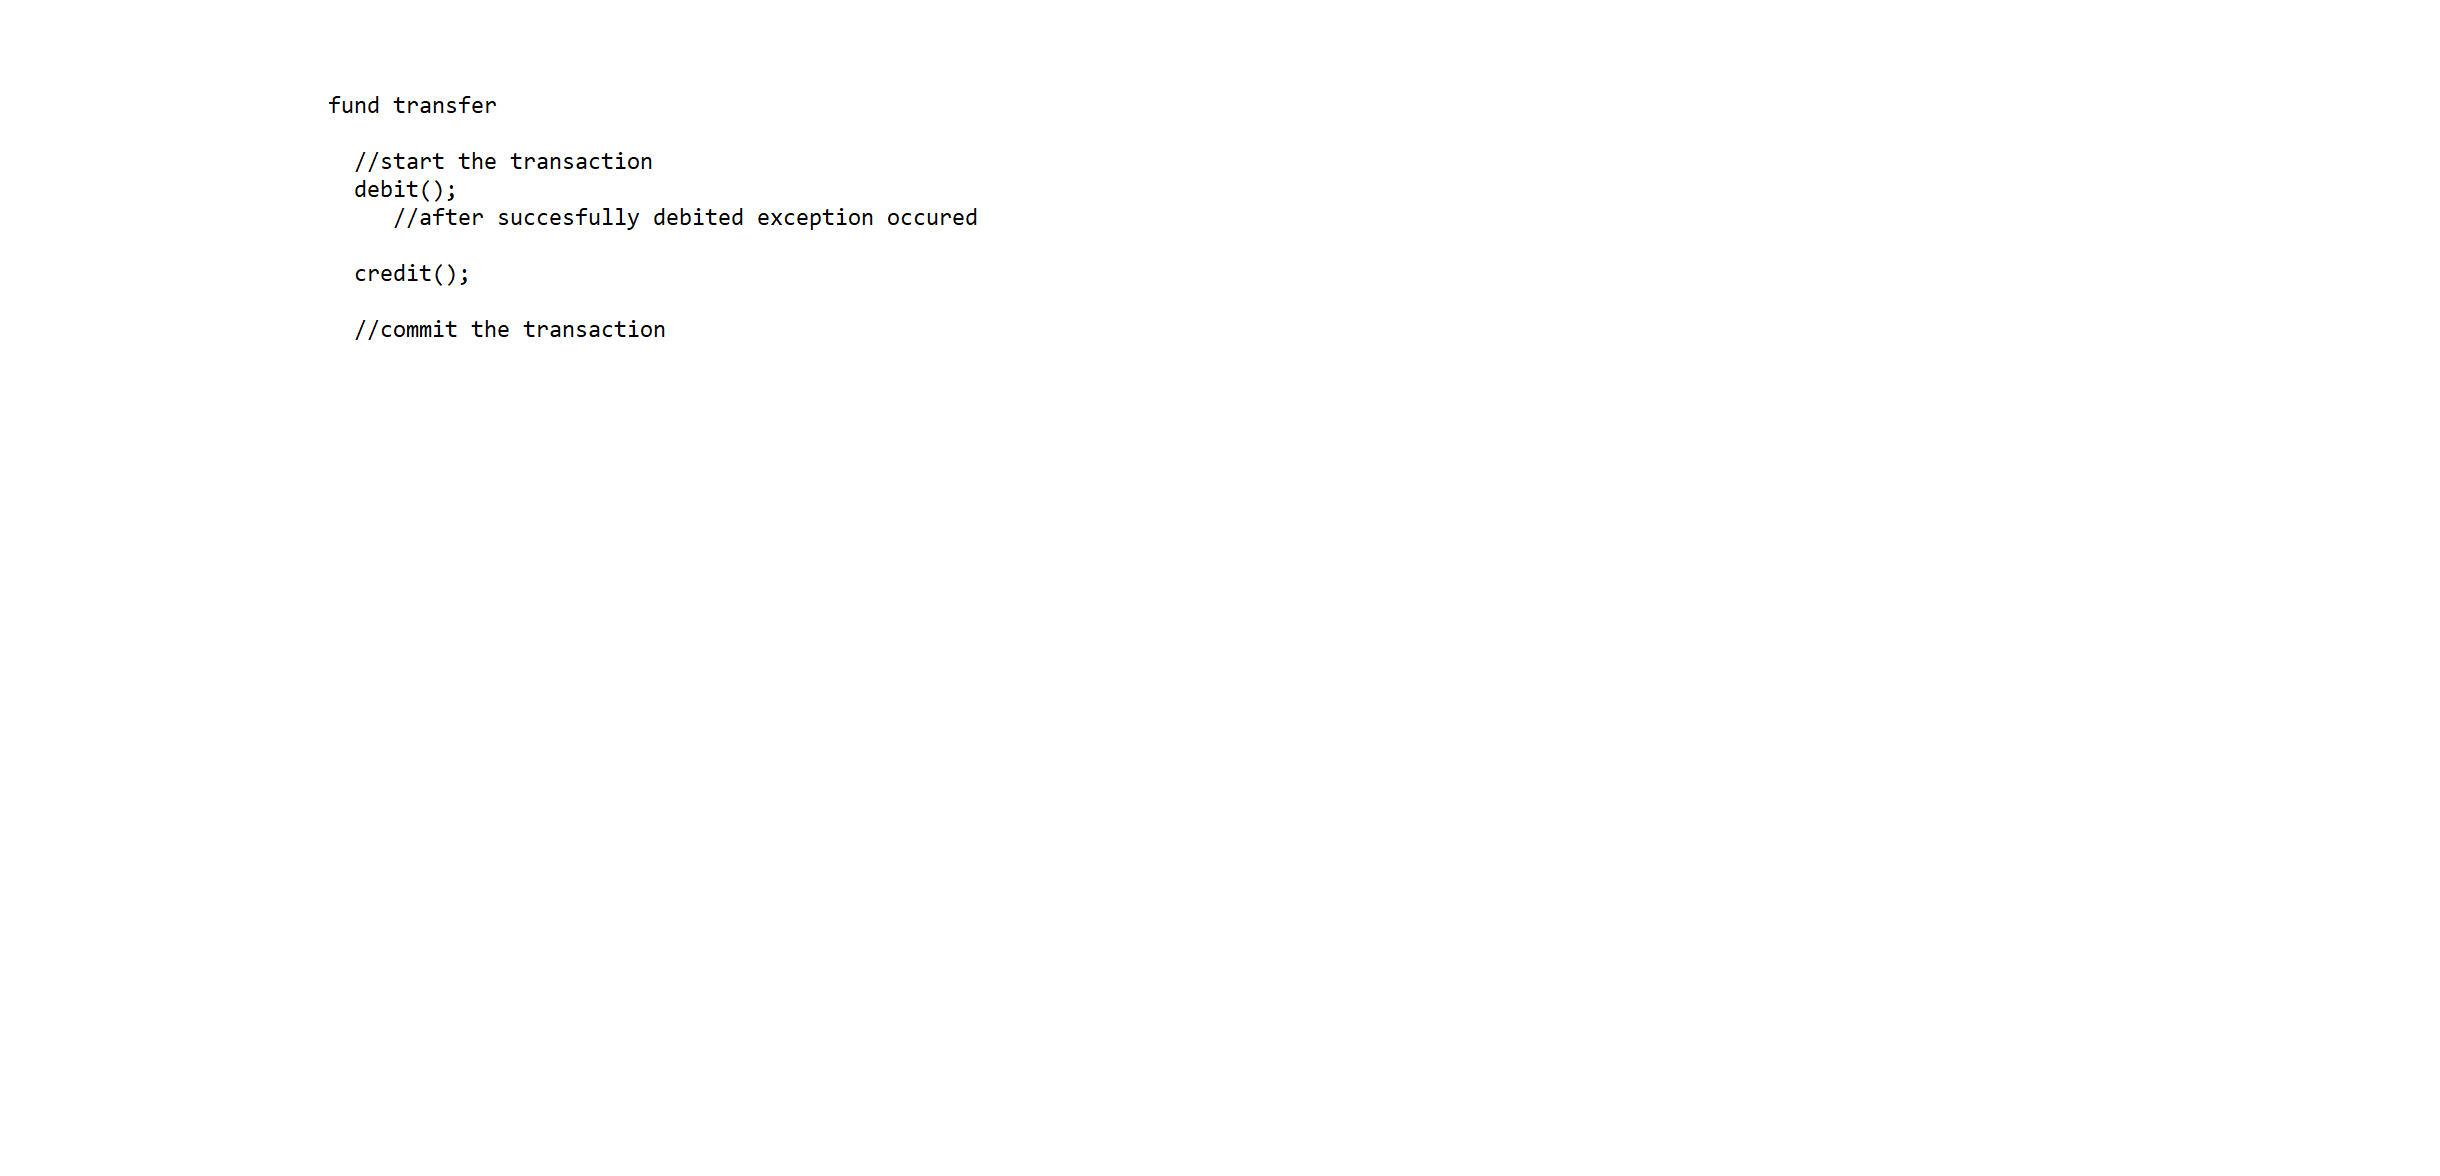 fund transfer
//start the transaction
debit();
//after succesfully debited exception occured
credit();
//commit the transaction